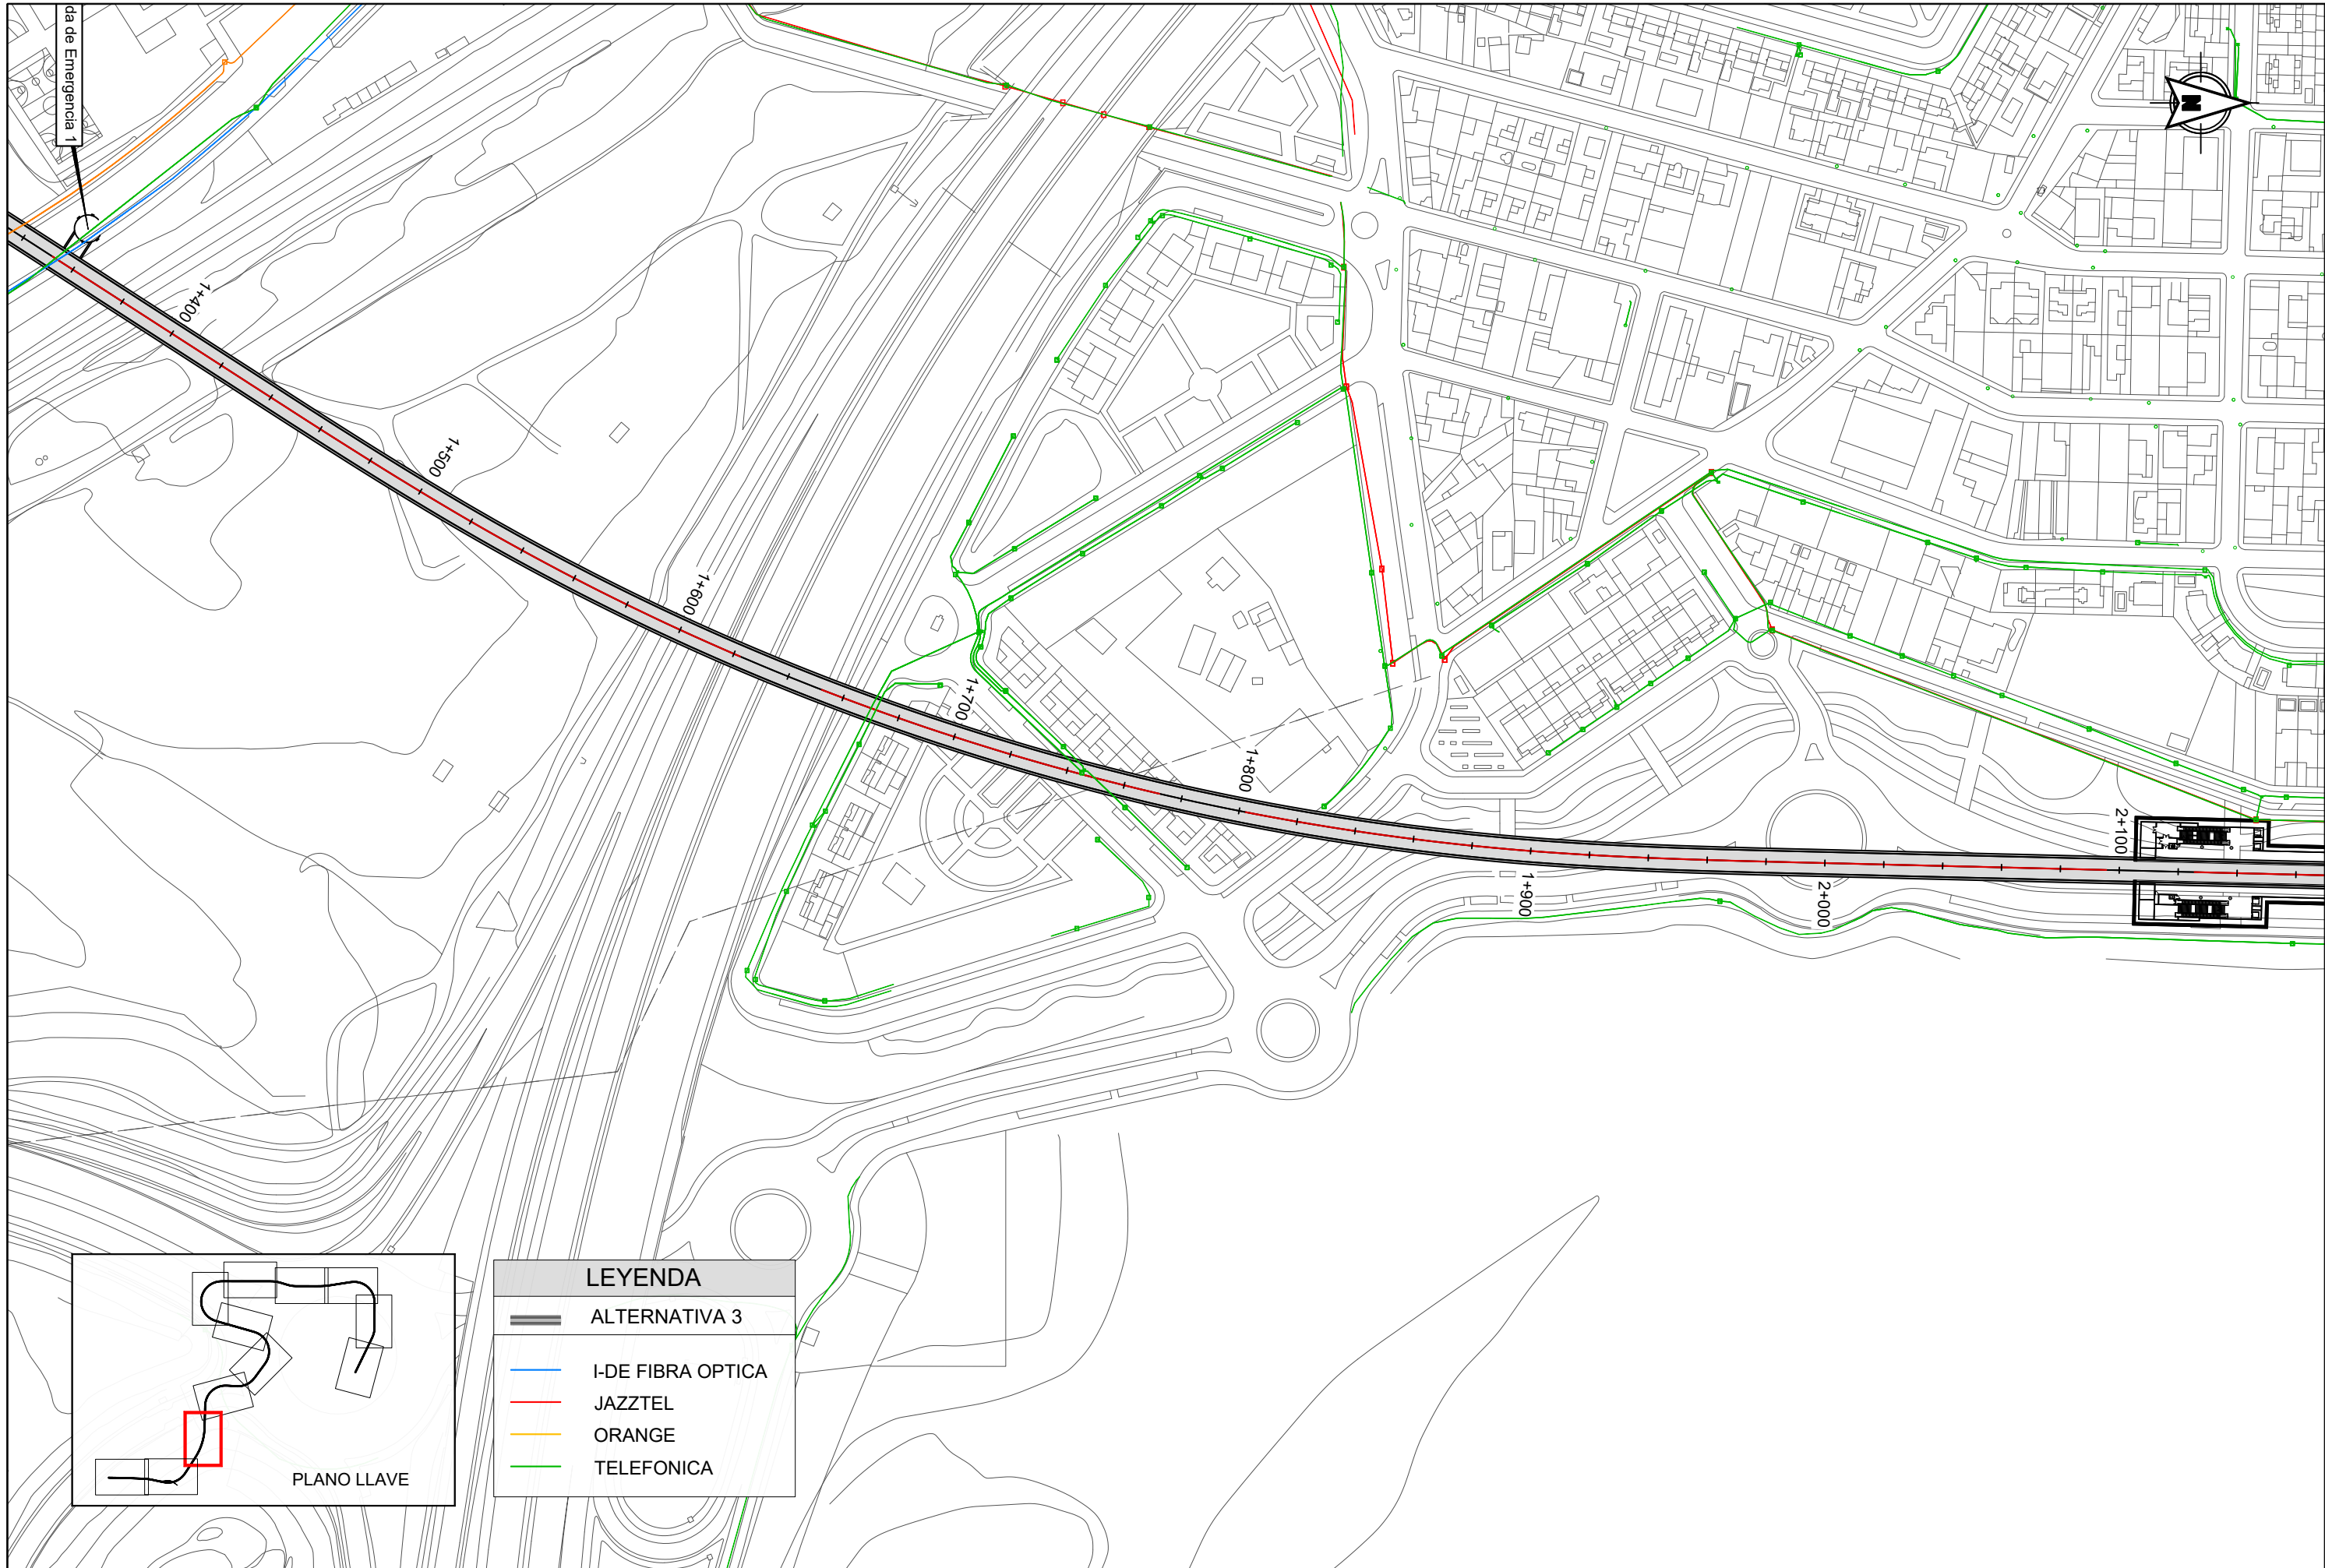 da de Emergencia 1
N
1+400
1+500
1+600
1+700
1+800
1+900
2+000
2+100
LEYENDA
ALTERNATIVA 3
I-DE FIBRA OPTICA
JAZZTEL
ORANGE
TELEFONICA
PLANO LLAVE